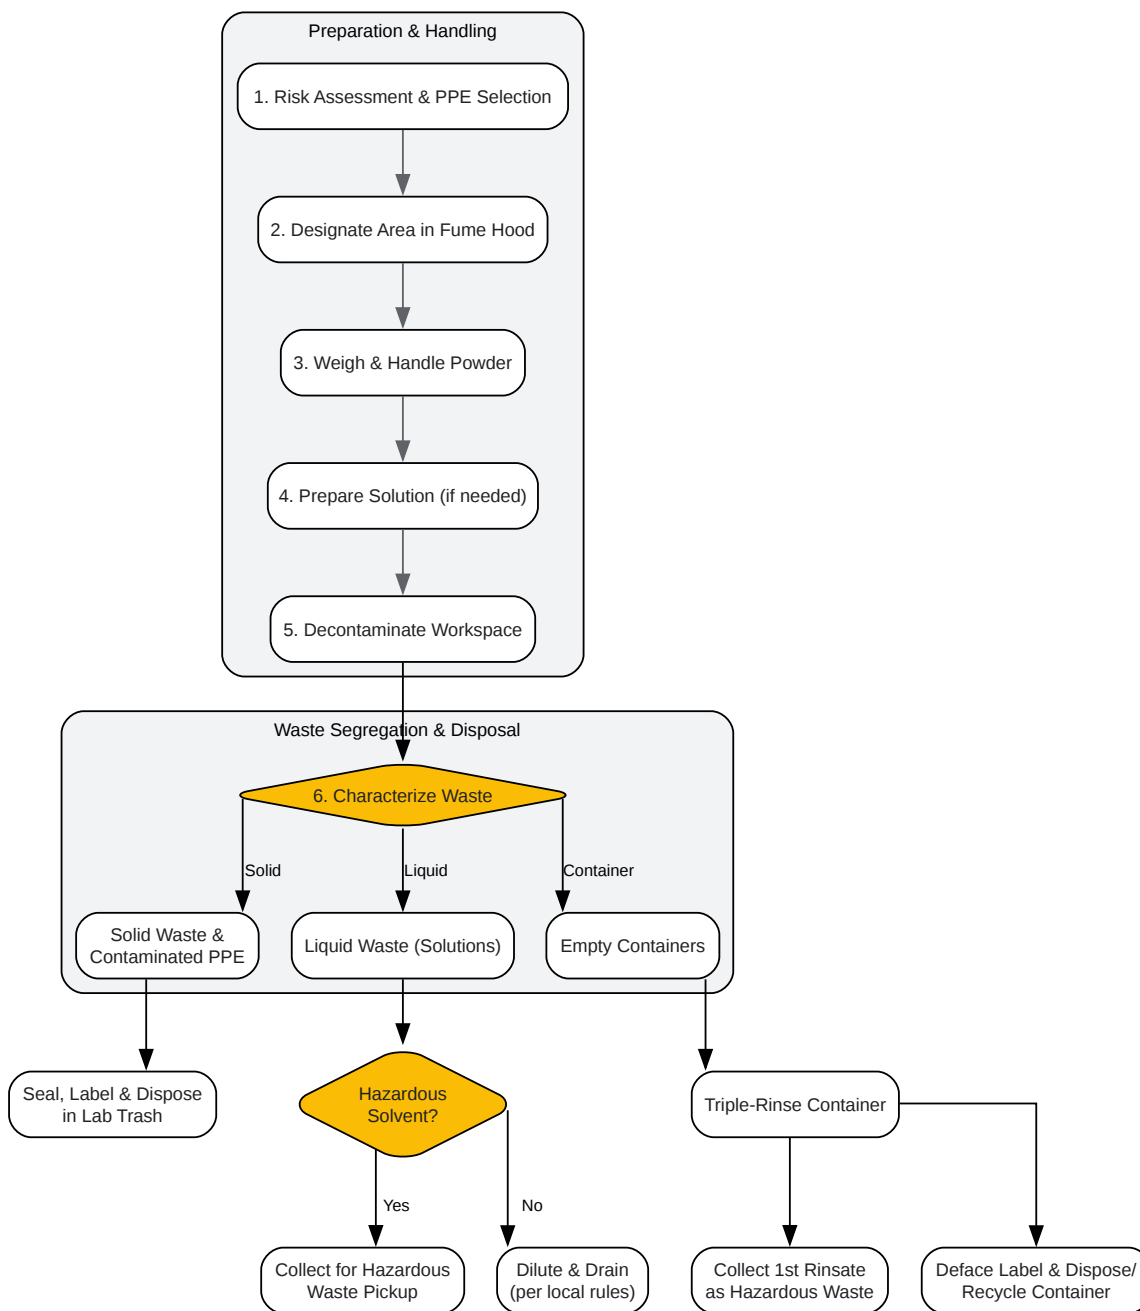 Preparation & Handling
1. Risk Assessment & PPE Selection
2. Designate Area in Fume Hood
3. Weigh & Handle Powder
4. Prepare Solution (if needed)
5. Decontaminate Workspace
Waste Segregation & Disposal
6. Characterize Waste
Solid
Liquid
Container
Solid Waste &
Contaminated PPE
Liquid Waste (Solutions)
Empty Containers
Seal, Label & Dispose
in Lab Trash
Hazardous
Solvent?
Triple-Rinse Container
Yes
No
Collect for Hazardous
Waste Pickup
Dilute & Drain
(per local rules)
Collect 1st Rinsate
as Hazardous Waste
Deface Label & Dispose/
Recycle Container